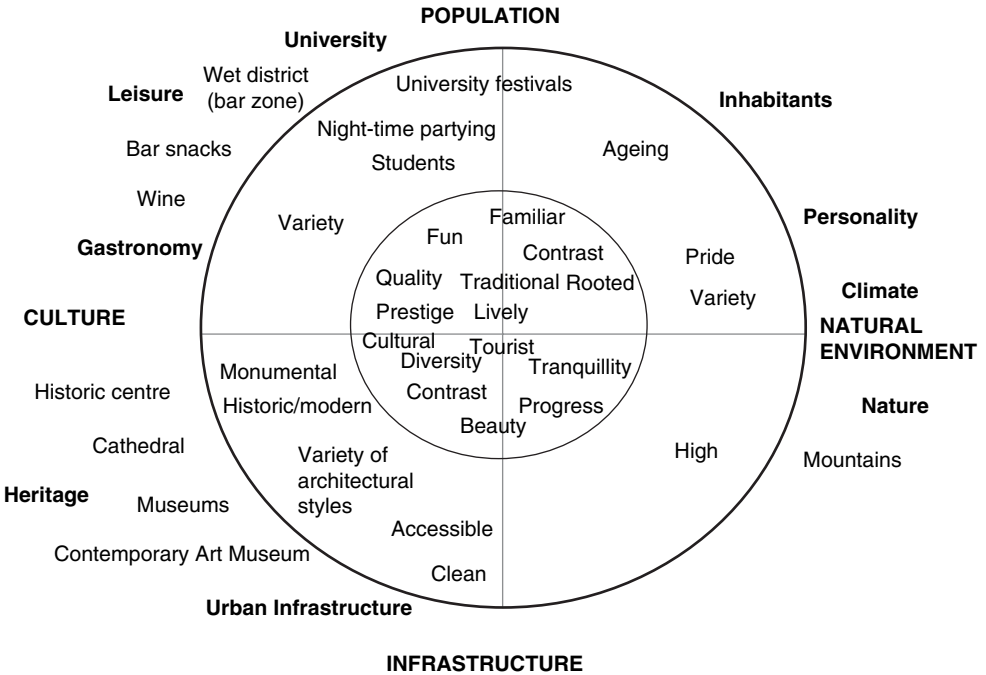 POPULATION
University
Wet district
(bar zone)
Leisure
University festivals
Inhabitants
Night-time partying
Bar snacks
Students
Ageing
Wine
Variety
Familiar
Personality
Fun
Gastronomy
Contrast
Pride
Quality
Traditional Rooted
Variety
Climate
CULTURE
Prestige
Lively
NATURAL
ENVIRONMENT
Cultural
Tourist
Diversity
Tranquillity
Monumental
Historic centre
Contrast
Historic/modern
Progress
Nature
Beauty
Cathedral
High
Mountains
Variety of
architectural
styles
Heritage
Museums
Accessible
Contemporary Art Museum
Clean
Urban Infrastructure
INFRASTRUCTURE